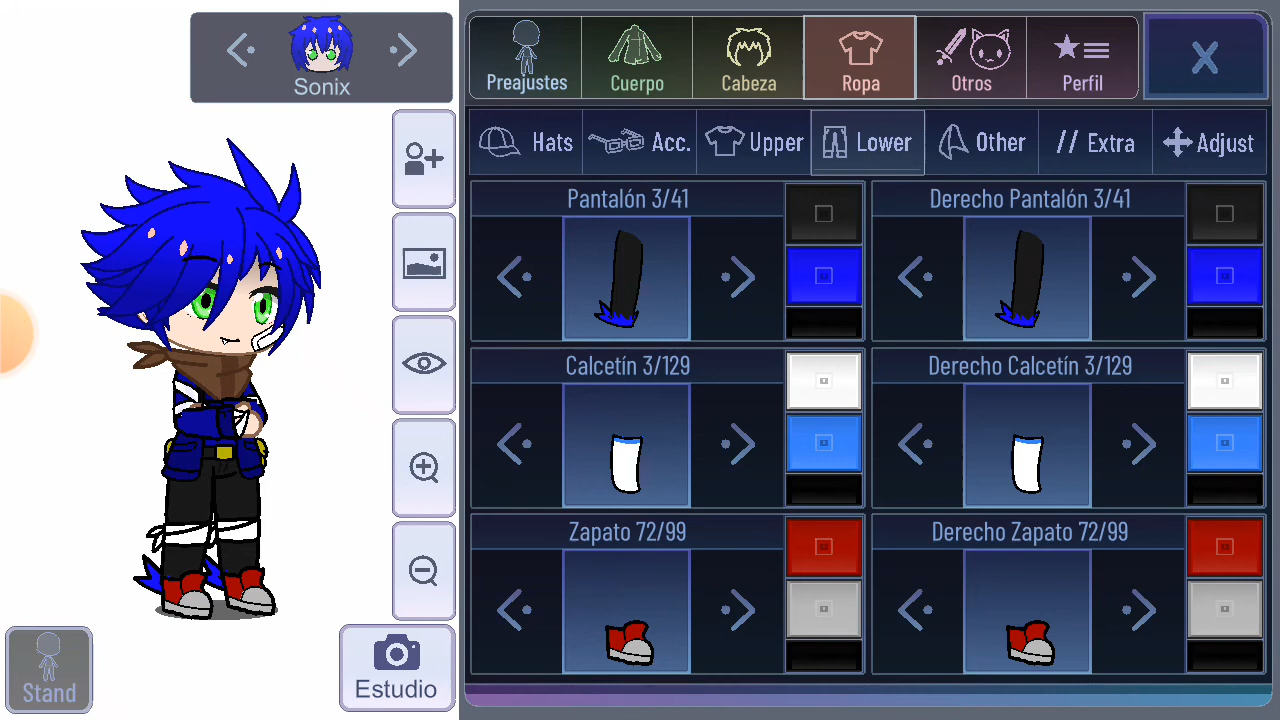 Sonix
Preajustes
Cuerpo
Cabeza
Ropa
Otros
Perfil
X
Hats
Acc.
Upper
Lower
Other
// Extra
Adjust
Pantalón 3/41
Derecho Pantalón 3/41
Calcetín 3/129
Derecho Calcetín 3/129
Zapato 72/99
Derecho Zapato 72/99
Stand
Estudio